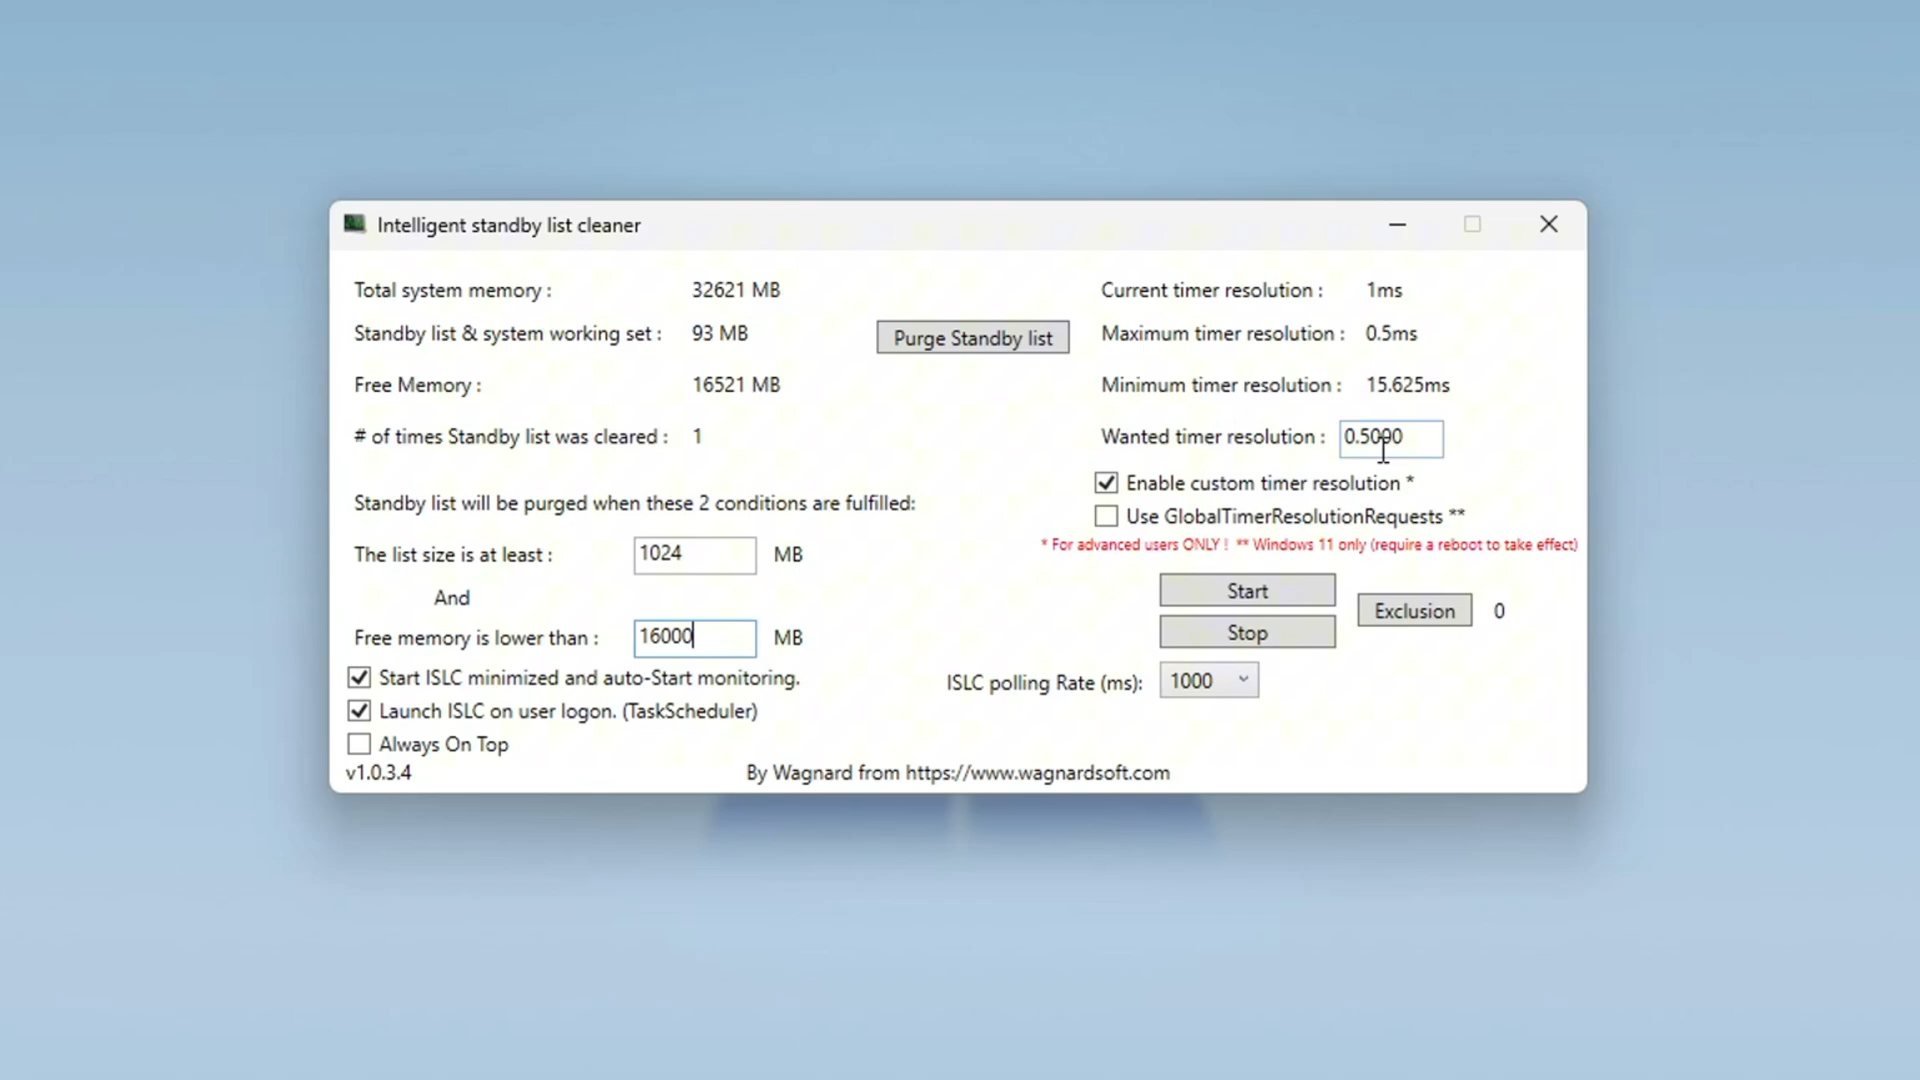 Intelligent standby list cleaner
Total system memory : 32621 MB
Standby list & system working set : 93 MB
Purge Standby list
Free Memory : 16521 MB
# of times Standby list was cleared : 1
Current timer resolution : 1ms
Maximum timer resolution : 0.5ms
Minimum timer resolution : 15.625ms
Wanted timer resolution : 0.5000
Enable custom timer resolution *
Use GlobalTimerResolutionRequests **
* For advanced users ONLY ! ** Windows 11 only (require a reboot to take effect)
Standby list will be purged when these 2 conditions are fulfilled:
The list size is at least : 1024 MB
And
Free memory is lower than : 16000 MB
Start
Stop
Exclusion 0
Start ISLC minimized and auto-Start monitoring.
ISLC polling Rate (ms): 1000
Launch ISLC on user logon. (TaskScheduler)
Always On Top
v1.0.3.4
By Wagnard from https://www.wagnardsoft.com